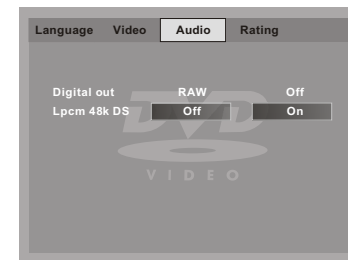 Language Video Audio Rating
Digital out RAW Off
Lpcm 48k DS Off On
DVD
VIDEO